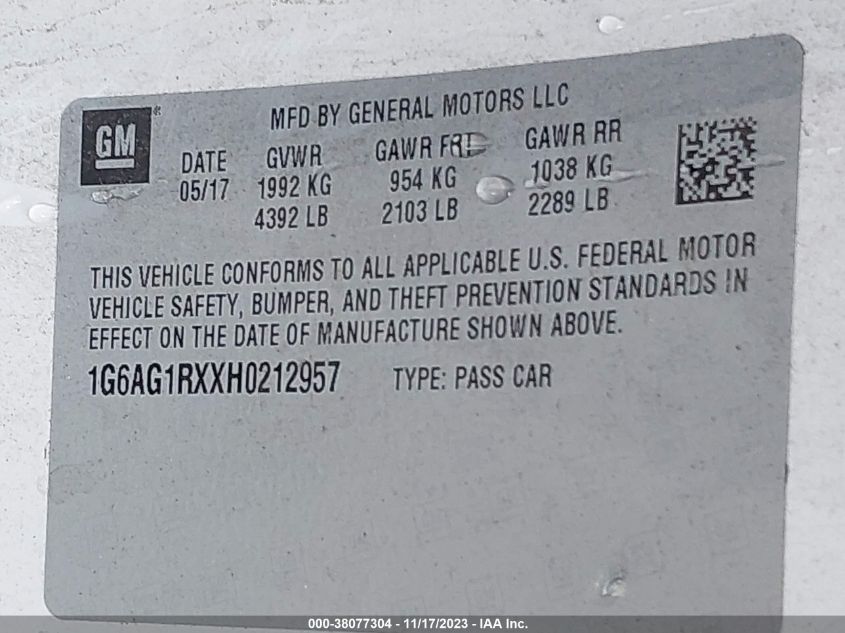 GM
MFD BY GENERAL MOTORS LLC
DATE GVWR GAWR FRT GAWR RR
05/17 1992 KG 954 KG 1038 KG
4392 LB 2103 LB 2289 LB
THIS VEHICLE CONFORMS TO ALL APPLICABLE U.S. FEDERAL MOTOR
VEHICLE SAFETY, BUMPER, AND THEFT PREVENTION STANDARDS IN
EFFECT ON THE DATE OF MANUFACTURE SHOWN ABOVE.
1G6AG1RXXH0212957 TYPE: PASS CAR
000-38077304 - 11/17/2023 - IAA Inc.